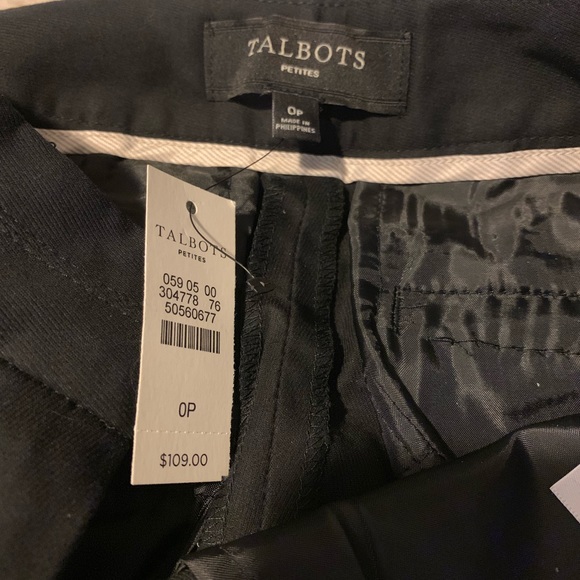 TALBOTS
PETITES
0P
MADE IN
PHILIPPINES
TALBOTS
PETITES
059 05 00
304778 76
50560677
0P
$109.00